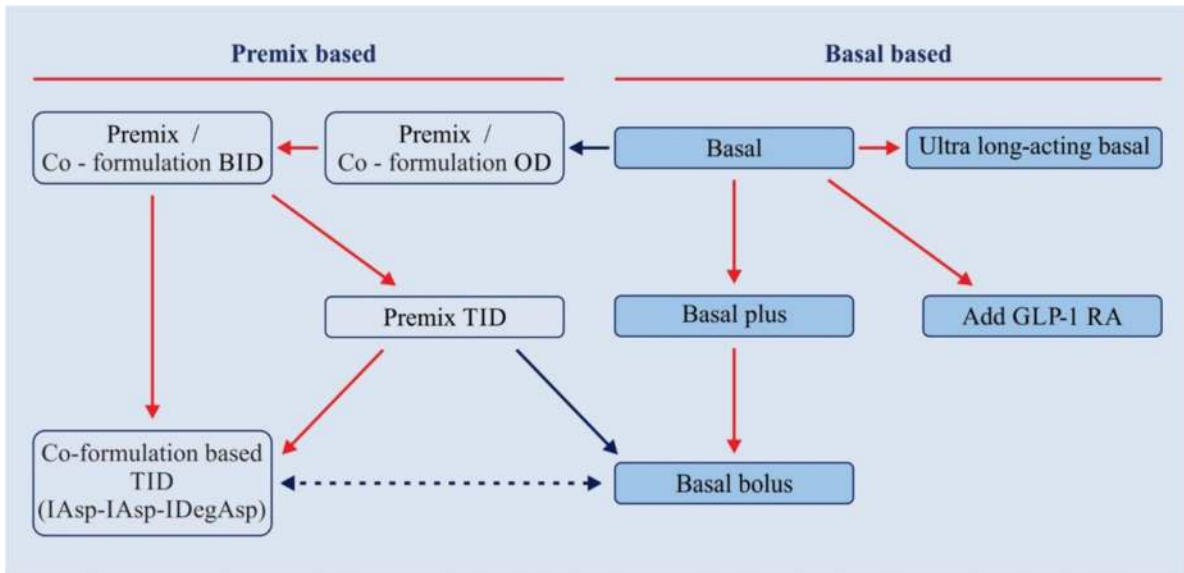 Premix based
Basal based
Premix /
Co - formulation BID
Premix /
Co - formulation OD
Basal
Ultra long-acting basal
Premix TID
Basal plus
Add GLP-1 RA
Co-formulation based
TID
(IAsp-IAsp-IDegAsp)
Basal bolus